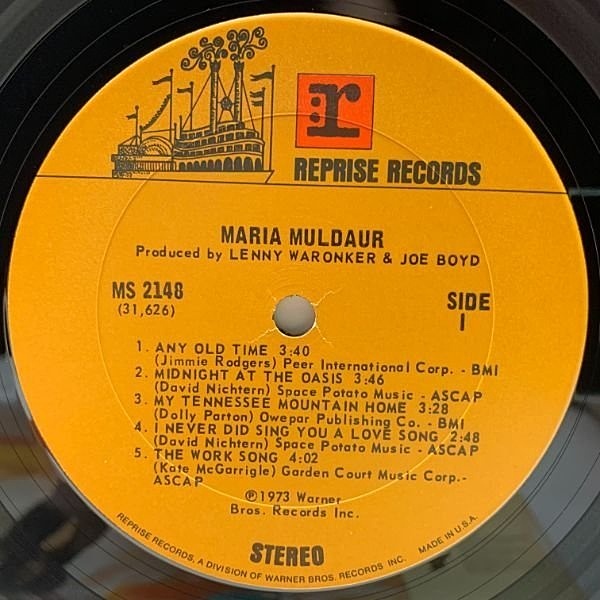 r
REPRISE RECORDS
MARIA MULDAUR
Produced by LENNY WARONKER & JOE BOYD
MS 2148
(31,626)
SIDE
1
1. ANY OLD TIME 3:40
(Jimmie Rodgers) Peer International Corp. - BMI
2. MIDNIGHT AT THE OASIS 3:46
(David Nichtern) Space Potato Music - ASCAP
3. MY TENNESSEE MOUNTAIN HOME 3:28
(Dolly Parton) Owepar Publishing Co. - BMI
4. I NEVER DID SING YOU A LOVE SONG 2:48
(David Nichtern) Space Potato Music - ASCAP
5. THE WORK SONG 4:02
(Kate McGarrigle) Garden Court Music Corp.-
ASCAP
℗1973 Warner
Bros. Records Inc.
STEREO
REPRISE RECORDS, A DIVISION OF WARNER BROS. RECORDS INC. MADE IN U.S.A.